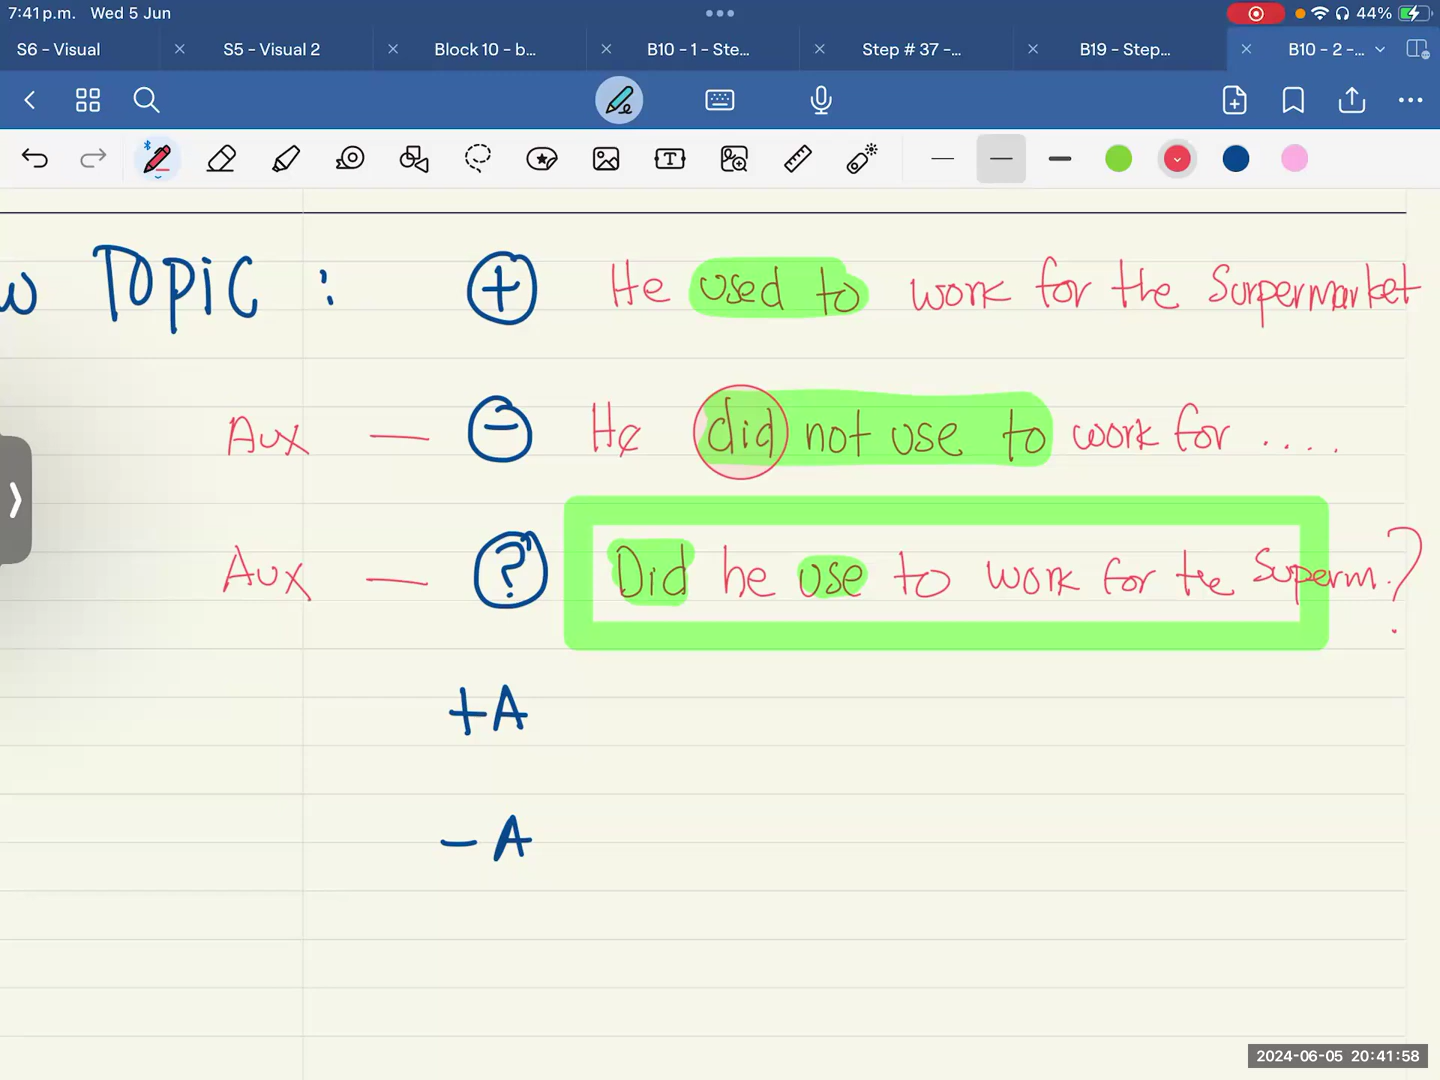 7:41 p.m. Wed 5 Jun
44%
S6 - Visual
S5 - Visual 2
Block 10 - b...
B10 - 1 - Ste...
Step # 37 -...
B19 - Step...
B10 - 2 -...
w TOPIC : + He used to work for the Surpermarket
Aux — − He did not use to work for ....
Aux — ? Did he use to work for the Superm.?
+A
− A
2024-06-05 20:41:58